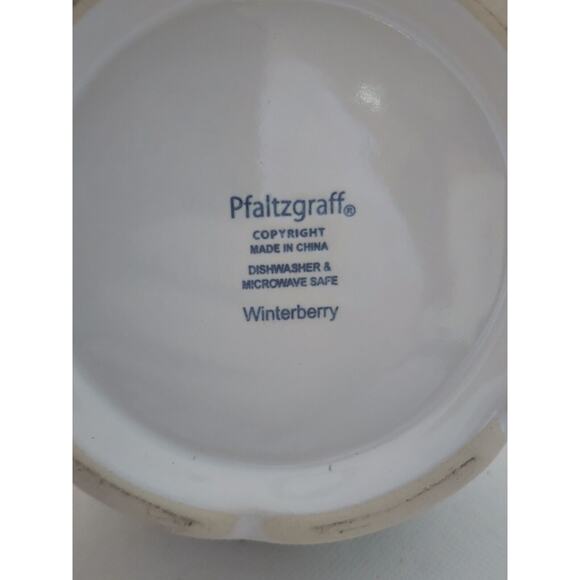 Pfaltzgraff®
COPYRIGHT
MADE IN CHINA
DISHWASHER &
MICROWAVE SAFE
Winterberry